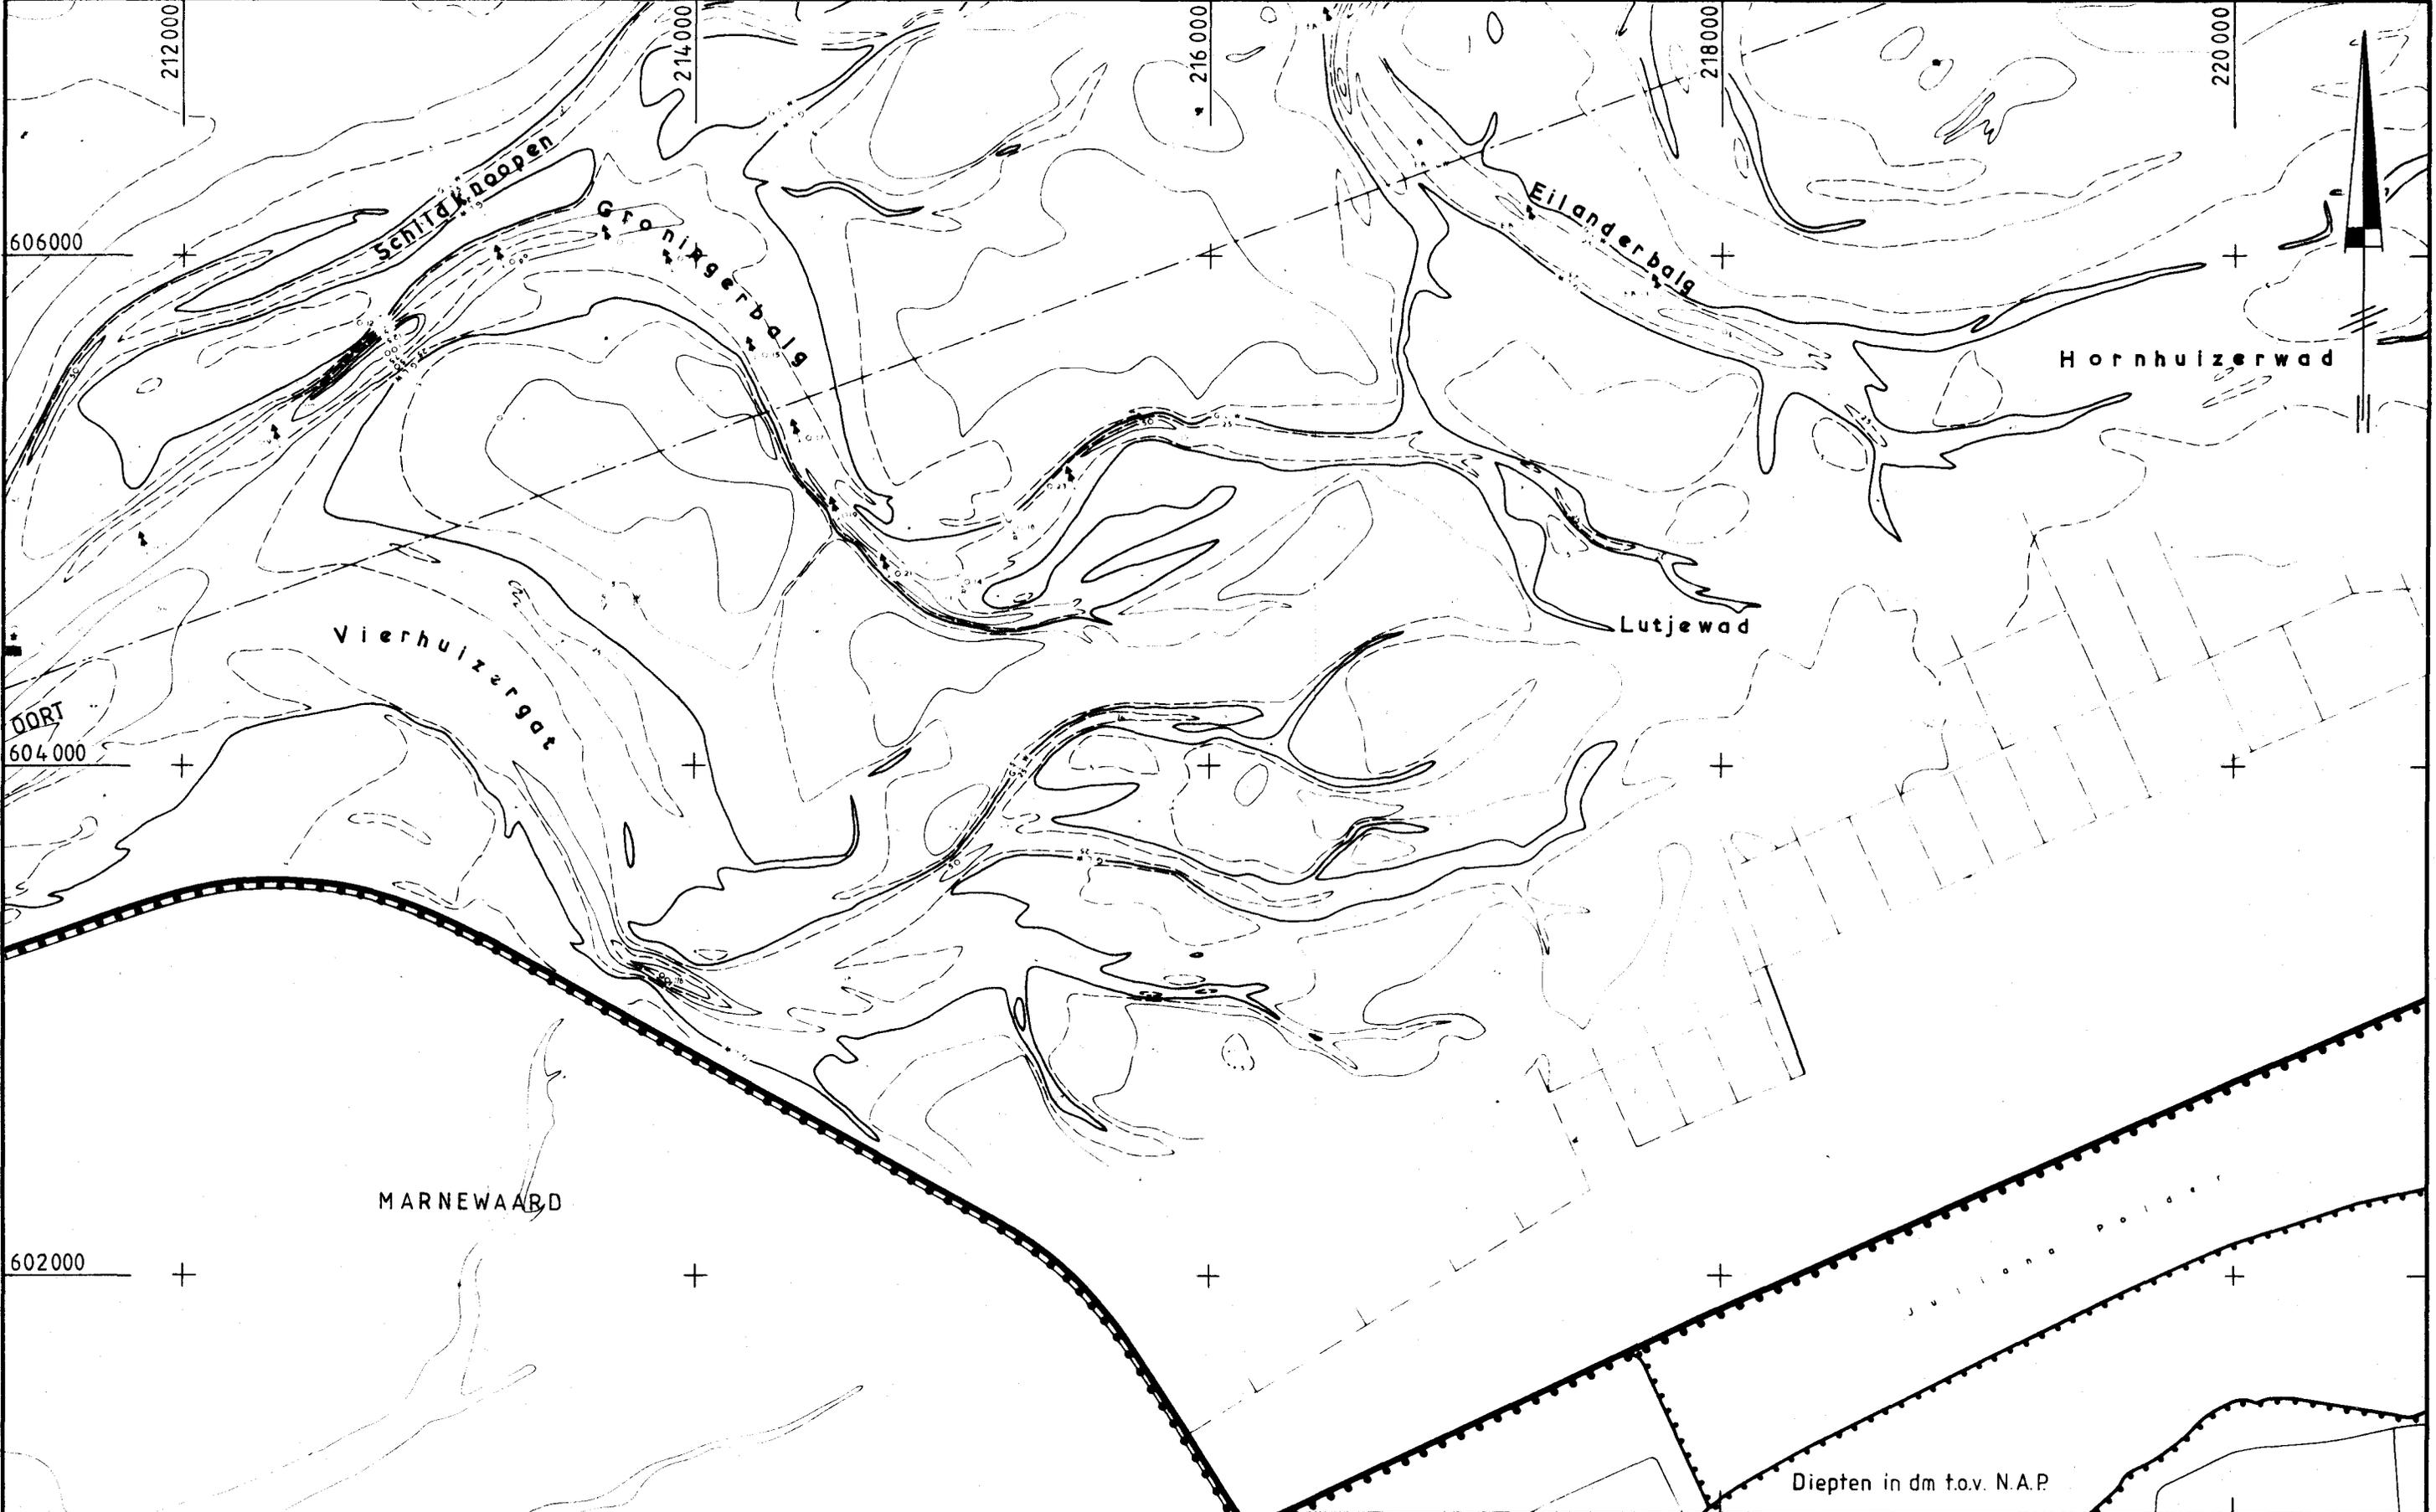 212000
214000
216000
218000
220000
SchildKnoopen
Groningerbalg
Eilanderbalg
606000
Hornhuizerwad
Vierhuizergat
Lutjewad
OORT
604000
MARNEWAARD
Juliana Polder
602000
Diepten in dm t.o.v. N.A.P.